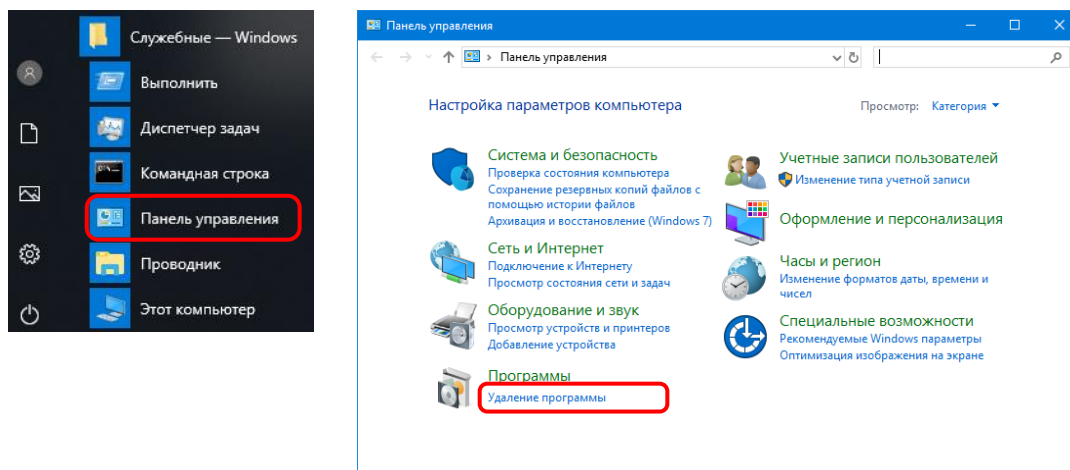 Служебные — Windows
Выполнить
Диспетчер задач
Командная строка
Панель управления
Проводник
Этот компьютер
Панель управления
Панель управления
Настройка параметров компьютера
Просмотр: Категория
Система и безопасность
Проверка состояния компьютера
Сохранение резервных копий файлов с
помощью истории файлов
Архивация и восстановление (Windows 7)
Сеть и Интернет
Подключение к Интернету
Просмотр состояния сети и задач
Оборудование и звук
Просмотр устройств и принтеров
Добавление устройства
Программы
Удаление программы
Учетные записи пользователей
Изменение типа учетной записи
Оформление и персонализация
Часы и регион
Изменение форматов даты, времени и
чисел
Специальные возможности
Рекомендуемые Windows параметры
Оптимизация изображения на экране